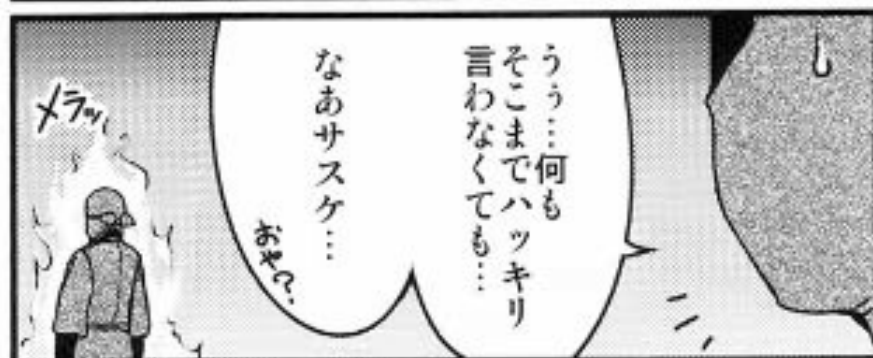 うぅ…何も
そこまでハッキリ
言わなくても…
なあサスケ…
おや?
メラッ